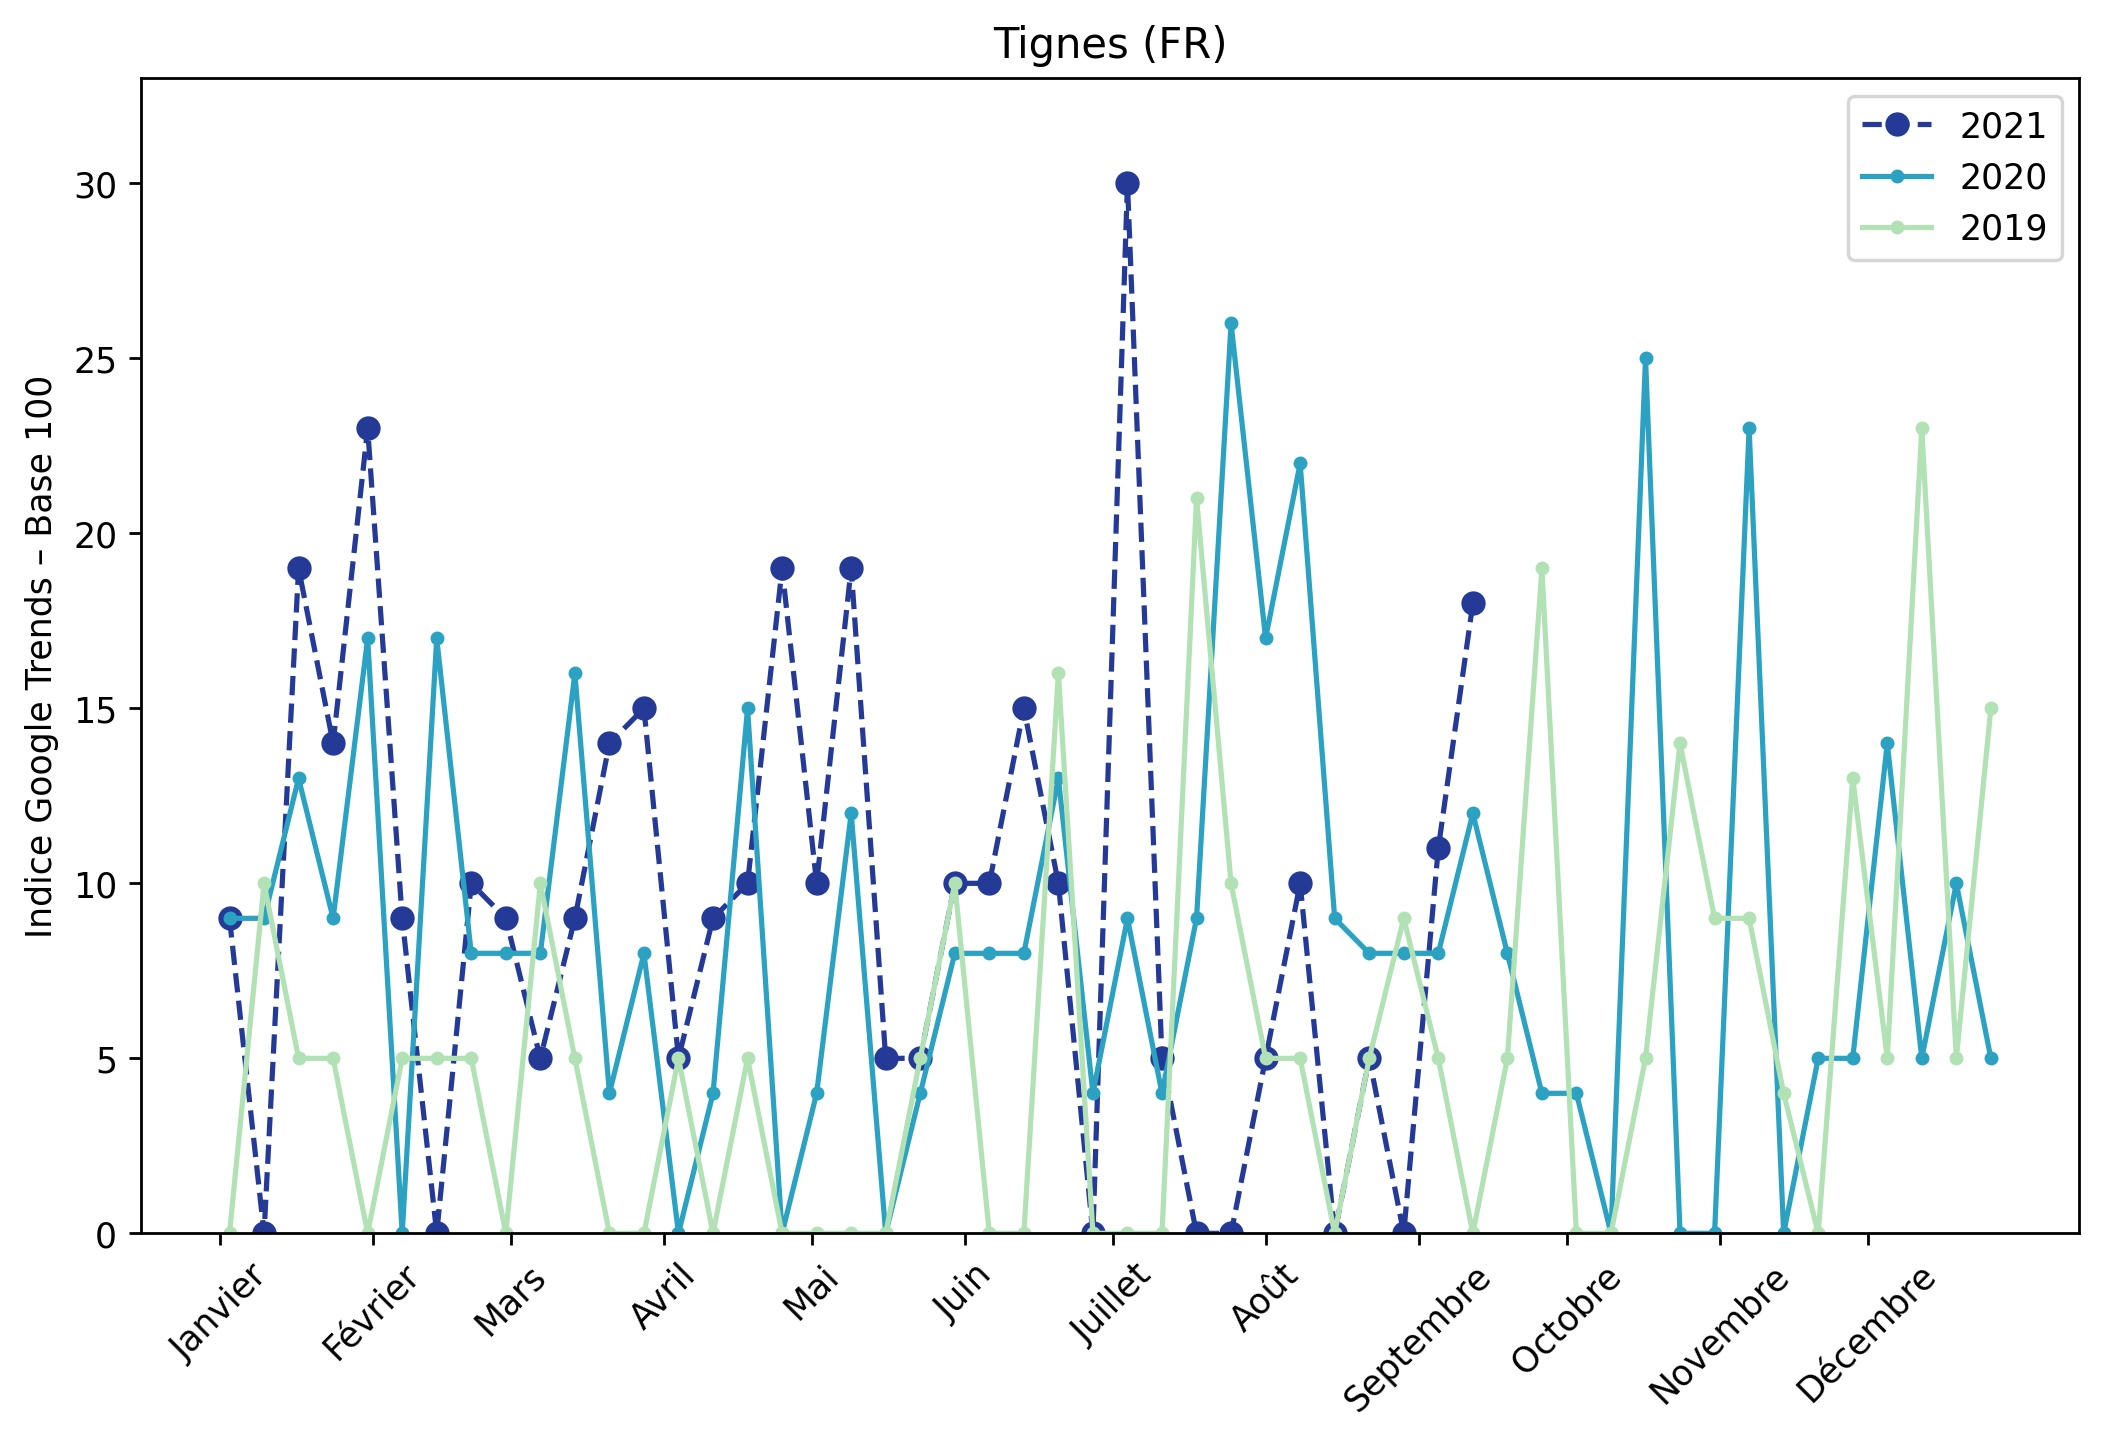 Tignes (FR)
2021
2020
2019
Indice Google Trends – Base 100
30
25
20
15
10
5
0
Janvier
Février
Mars
Avril
Mai
Juin
Juillet
Août
Septembre
Octobre
Novembre
Décembre